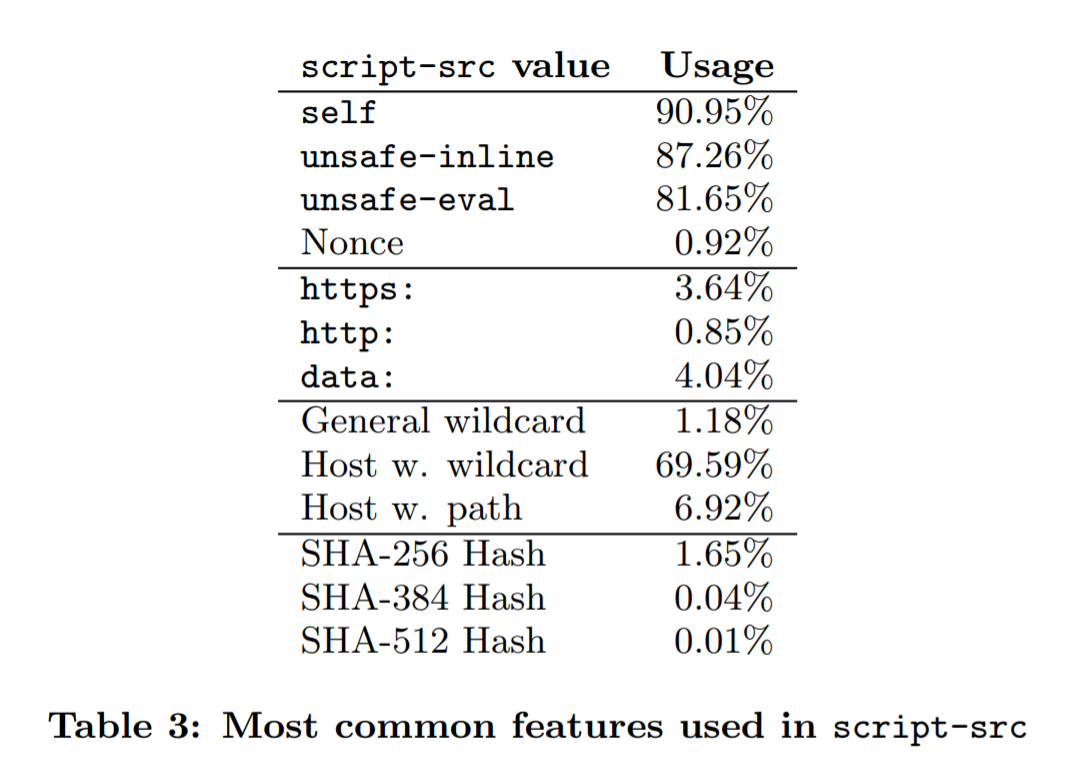 script-src value Usage
self 90.95%
unsafe-inline 87.26%
unsafe-eval 81.65%
Nonce 0.92%
https: 3.64%
http: 0.85%
data: 4.04%
General wildcard 1.18%
Host w. wildcard 69.59%
Host w. path 6.92%
SHA-256 Hash 1.65%
SHA-384 Hash 0.04%
SHA-512 Hash 0.01%
Table 3: Most common features used in script-src